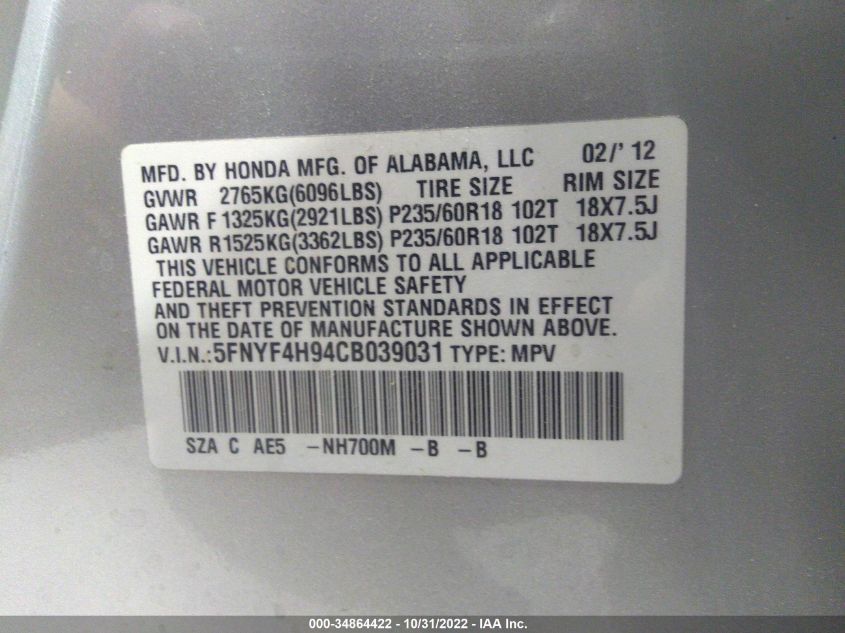 MFD. BY HONDA MFG. OF ALABAMA, LLC 02/' 12
GVWR 2765KG(6096LBS) TIRE SIZE RIM SIZE
GAWR F 1325KG(2921LBS) P235/60R18 102T 18X7.5J
GAWR R1525KG(3362LBS) P235/60R18 102T 18X7.5J
THIS VEHICLE CONFORMS TO ALL APPLICABLE
FEDERAL MOTOR VEHICLE SAFETY
AND THEFT PREVENTION STANDARDS IN EFFECT
ON THE DATE OF MANUFACTURE SHOWN ABOVE.
V.I.N.:5FNYF4H94CB039031 TYPE: MPV
SZA C AE5 -NH700M -B -B
000-34864422 - 10/31/2022 - IAA Inc.